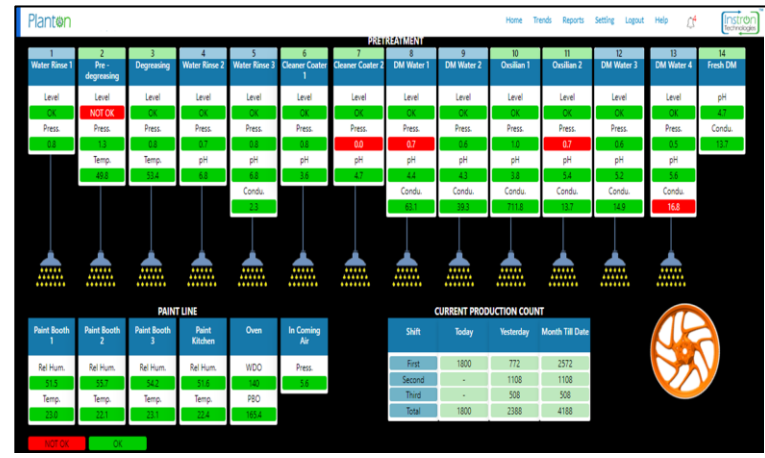 Planton
Home Trends Reports Setting Logout Help
Instron
Technologies
PRETREATMENT
1 2 3 4 5 6 7 8 9 10 11 12 13 14
Water Rinse 1 Pre - degreasing Degreasing Water Rinse 2 Water Rinse 3 Cleaner Coater 1 Cleaner Coater 2 DM Water 1 DM Water 2 Oxsilian 1 Oxsilian 2 DM Water 3 DM Water 4 Fresh DM
Level Level Level Level Level Level Level Level Level Level Level Level Level pH
OK NOT OK OK OK OK OK OK OK OK OK OK OK OK 4.7
Press. Press. Press. Press. Press. Press. Press. Press. Press. Press. Press. Press. Press. Condu.
0.8 1.3 0.8 0.7 0.8 0.8 0.0 0.7 0.6 1.0 0.7 0.6 0.5 13.7
Temp. Temp. pH pH pH pH pH pH pH pH pH pH
49.8 53.4 6.8 6.8 3.6 4.7 4.4 4.3 3.8 5.4 5.2 5.6
Condu. Condu. Condu. Condu. Condu. Condu. Condu.
2.3 63.1 39.3 711.8 13.7 14.9 16.8
PAINT LINE
Paint Booth 1 Paint Booth 2 Paint Booth 3 Paint Kitchen Oven In Coming Air
Rel Hum. Rel Hum. Rel Hum. Rel Hum. WDO Press.
51.5 55.7 54.2 51.6 140 5.6
Temp. Temp. Temp. Temp. PBO
23.0 22.1 23.1 22.4 165.4
CURRENT PRODUCTION COUNT
Shift Today Yesterday Month Till Date
First 1800 772 2572
Second - 1108 1108
Third - 508 508
Total 1800 2388 4188
NOT OK OK